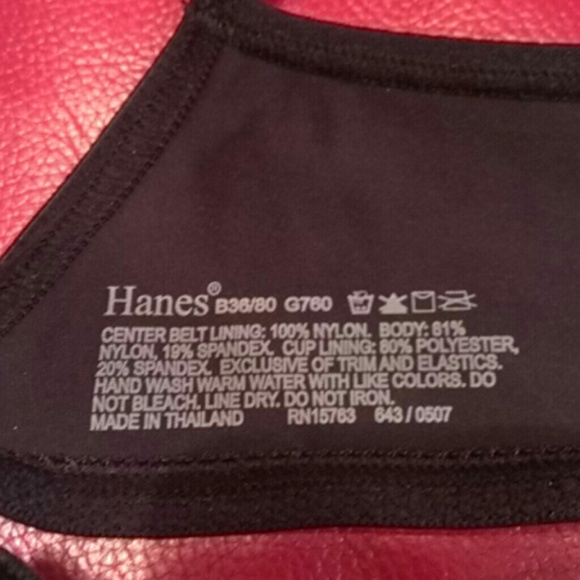 Hanes® B36/80 G760
CENTER BELT LINING: 100% NYLON. BODY: 81%
NYLON, 19% SPANDEX. CUP LINING: 80% POLYESTER,
20% SPANDEX. EXCLUSIVE OF TRIM AND ELASTICS.
HAND WASH WARM WATER WITH LIKE COLORS. DO
NOT BLEACH. LINE DRY. DO NOT IRON.
MADE IN THAILAND RN15763 643 / 0507